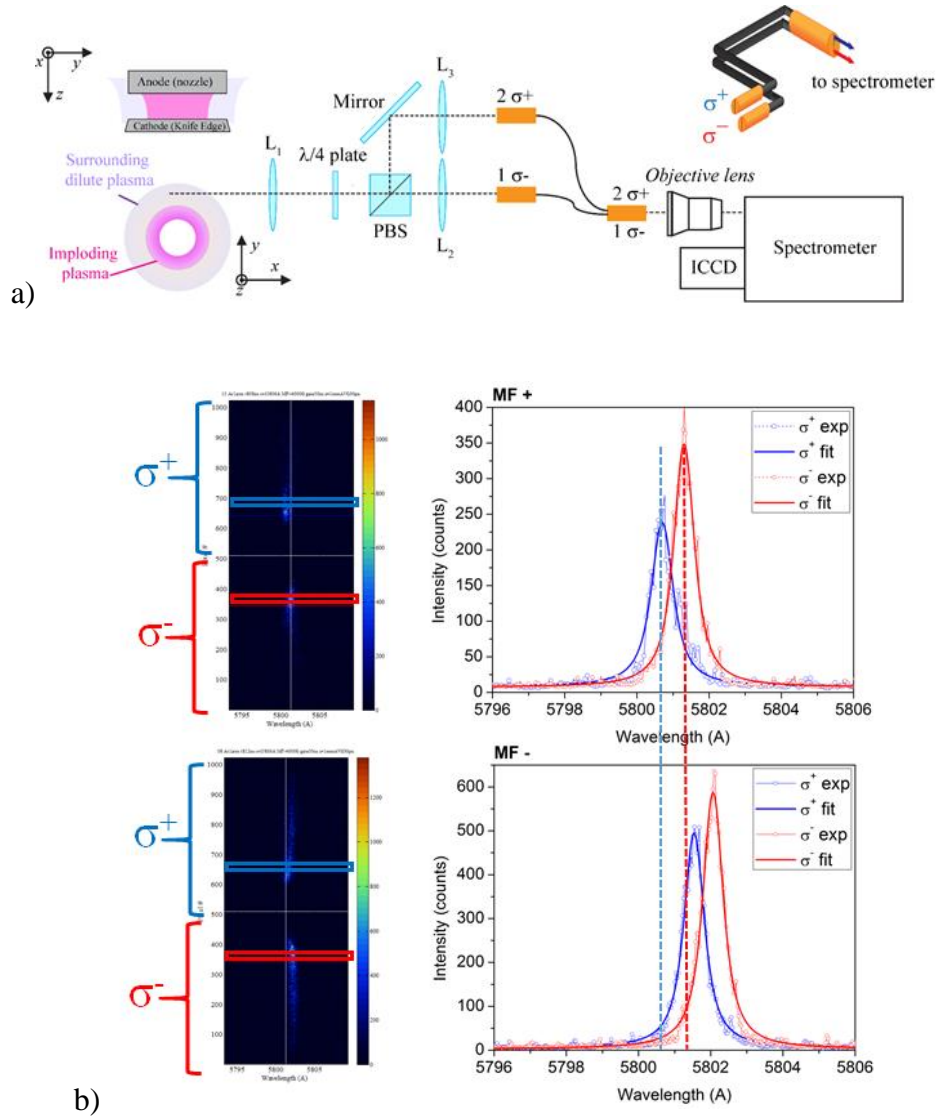 x
y
z
Anode (nozzle)
Cathode (Knife Edge)
Surrounding
dilute plasma
Imploding
plasma
y
x
z
L1
λ/4 plate
Mirror
PBS
L3
L2
2 σ+
1 σ-
2 σ+
1 σ-
Objective lens
ICCD
Spectrometer
σ+
σ−
to spectrometer
a)
σ+
σ-
1000
900
800
700
600
500
400
300
200
100
5795
5800
5805
Wavelength (A)
1000
800
600
400
200
0
MF +
σ+ exp
σ+ fit
σ- exp
σ- fit
Intensity (counts)
400
350
300
250
200
150
100
50
0
5796 5798 5800 5802 5804 5806
Wavelength (A)
σ+
σ-
1000
900
800
700
600
500
400
300
200
100
5795
5800
5805
Wavelength (A)
1200
1000
800
600
400
200
0
MF -
σ+ exp
σ+ fit
σ- exp
σ- fit
Intensity (counts)
600
500
400
300
200
100
0
5796 5798 5800 5802 5804 5806
Wavelength (A)
b)